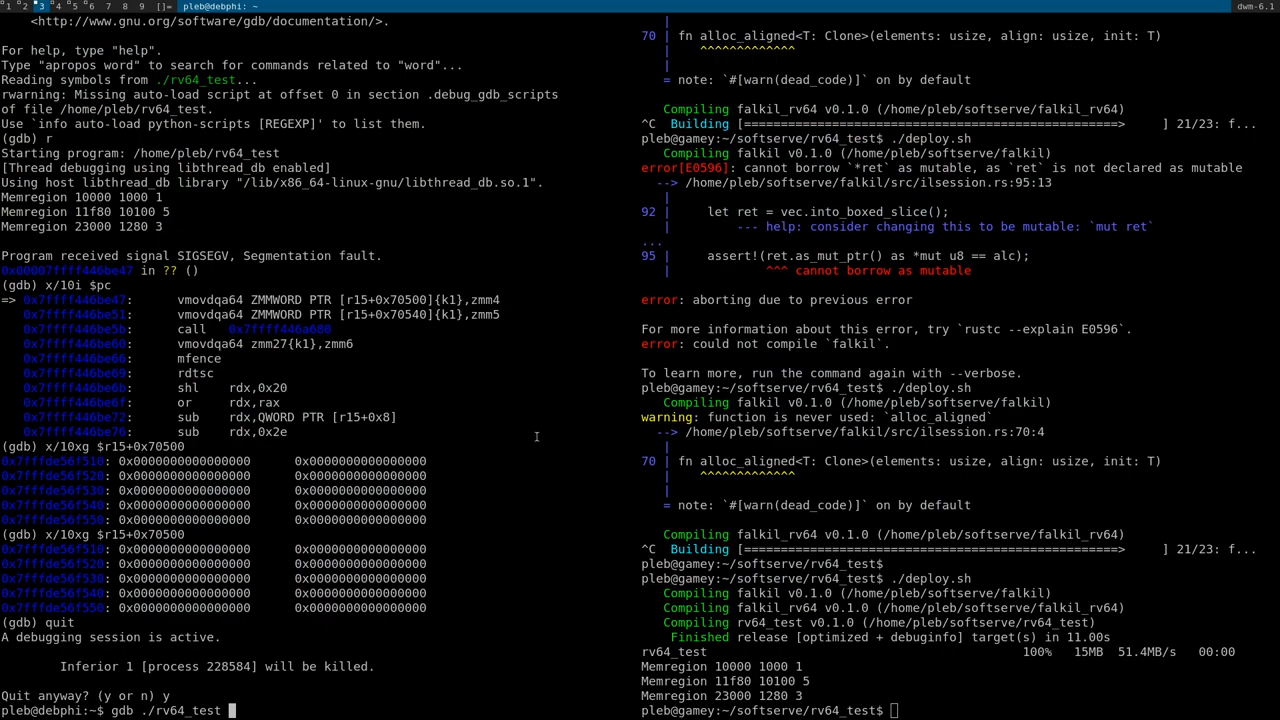 1 2 3 4 5 6 7 8 9 []= pleb@debphi: ~ dwm-6.1
<http://www.gnu.org/software/gdb/documentation/>.
For help, type "help".
Type "apropos word" to search for commands related to "word"...
Reading symbols from ./rv64_test...
rwarning: Missing auto-load script at offset 0 in section .debug_gdb_scripts
of file /home/pleb/rv64_test.
Use `info auto-load python-scripts [REGEXP]' to list them.
(gdb) r
Starting program: /home/pleb/rv64_test
[Thread debugging using libthread_db enabled]
Using host libthread_db library "/lib/x86_64-linux-gnu/libthread_db.so.1".
Memregion 10000 1000 1
Memregion 11f80 10100 5
Memregion 23000 1280 3
Program received signal SIGSEGV, Segmentation fault.
0x00007ffff446be47 in ?? ()
(gdb) x/10i $pc
=> 0x7ffff446be47: vmovdqa64 ZMMWORD PTR [r15+0x70500]{k1},zmm4
0x7ffff446be51: vmovdqa64 ZMMWORD PTR [r15+0x70540]{k1},zmm5
0x7ffff446be5b: call 0x7ffff446a680
0x7ffff446be60: vmovdqa64 zmm27{k1},zmm6
0x7ffff446be66: mfence
0x7ffff446be69: rdtsc
0x7ffff446be6b: shl rdx,0x20
0x7ffff446be6f: or rdx,rax
0x7ffff446be72: sub rdx,QWORD PTR [r15+0x8]
0x7ffff446be76: sub rdx,0x2e
(gdb) x/10xg $r15+0x70500
0x7fffde56f510: 0x0000000000000000 0x0000000000000000
0x7fffde56f520: 0x0000000000000000 0x0000000000000000
0x7fffde56f530: 0x0000000000000000 0x0000000000000000
0x7fffde56f540: 0x0000000000000000 0x0000000000000000
0x7fffde56f550: 0x0000000000000000 0x0000000000000000
(gdb) x/10xg $r15+0x70500
0x7fffde56f510: 0x0000000000000000 0x0000000000000000
0x7fffde56f520: 0x0000000000000000 0x0000000000000000
0x7fffde56f530: 0x0000000000000000 0x0000000000000000
0x7fffde56f540: 0x0000000000000000 0x0000000000000000
0x7fffde56f550: 0x0000000000000000 0x0000000000000000
(gdb) quit
A debugging session is active.
Inferior 1 [process 228584] will be killed.
Quit anyway? (y or n) y
pleb@debphi:~$ gdb ./rv64_test
|
70 | fn alloc_aligned<T: Clone>(elements: usize, align: usize, init: T)
| ^^^^^^^^^^^^^
|
= note: `#[warn(dead_code)]` on by default
Compiling falkil_rv64 v0.1.0 (/home/pleb/softserve/falkil_rv64)
^C Building [===================================================> ] 21/23: f...
pleb@gamey:~/softserve/rv64_test$ ./deploy.sh
Compiling falkil v0.1.0 (/home/pleb/softserve/falkil)
error[E0596]: cannot borrow `*ret` as mutable, as `ret` is not declared as mutable
--> /home/pleb/softserve/falkil/src/ilsession.rs:95:13
|
92 | let ret = vec.into_boxed_slice();
| --- help: consider changing this to be mutable: `mut ret`
...
95 | assert!(ret.as_mut_ptr() as *mut u8 == alc);
| ^^^ cannot borrow as mutable
error: aborting due to previous error
For more information about this error, try `rustc --explain E0596`.
error: could not compile `falkil`.
To learn more, run the command again with --verbose.
pleb@gamey:~/softserve/rv64_test$ ./deploy.sh
Compiling falkil v0.1.0 (/home/pleb/softserve/falkil)
warning: function is never used: `alloc_aligned`
--> /home/pleb/softserve/falkil/src/ilsession.rs:70:4
|
70 | fn alloc_aligned<T: Clone>(elements: usize, align: usize, init: T)
| ^^^^^^^^^^^^^
|
= note: `#[warn(dead_code)]` on by default
Compiling falkil_rv64 v0.1.0 (/home/pleb/softserve/falkil_rv64)
^C Building [===================================================> ] 21/23: f...
pleb@gamey:~/softserve/rv64_test$
pleb@gamey:~/softserve/rv64_test$ ./deploy.sh
Compiling falkil v0.1.0 (/home/pleb/softserve/falkil)
Compiling falkil_rv64 v0.1.0 (/home/pleb/softserve/falkil_rv64)
Compiling rv64_test v0.1.0 (/home/pleb/softserve/rv64_test)
Finished release [optimized + debuginfo] target(s) in 11.00s
rv64_test 100% 15MB 51.4MB/s 00:00
Memregion 10000 1000 1
Memregion 11f80 10100 5
Memregion 23000 1280 3
pleb@gamey:~/softserve/rv64_test$